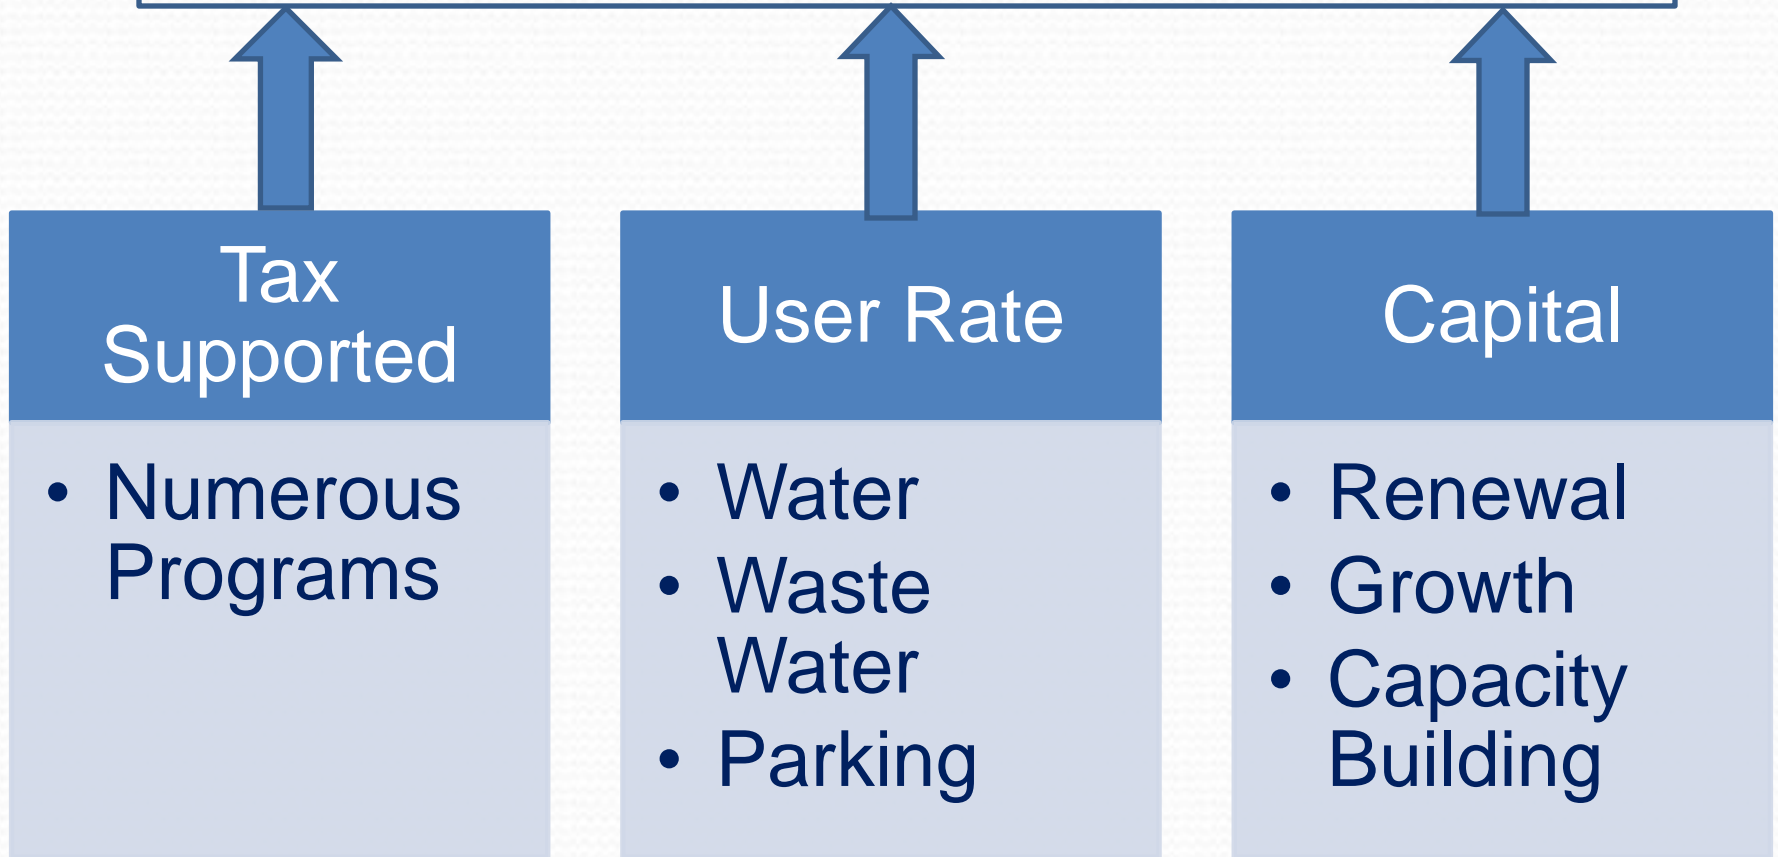 Tax
Supported
• Numerous
Programs
User Rate
• Water
• Waste
Water
• Parking
Capital
• Renewal
• Growth
• Capacity
Building